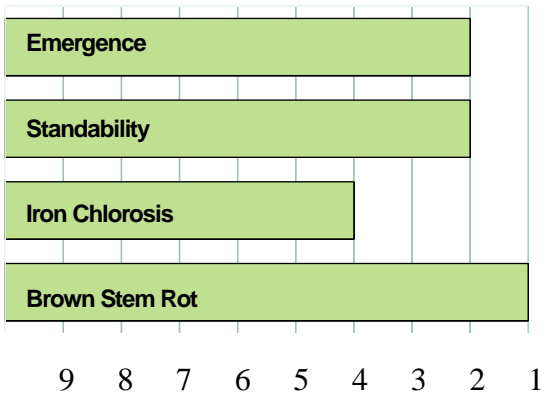 Emergence
Standability
Iron Chlorosis
Brown Stem Rot
9 8 7 6 5 4 3 2 1